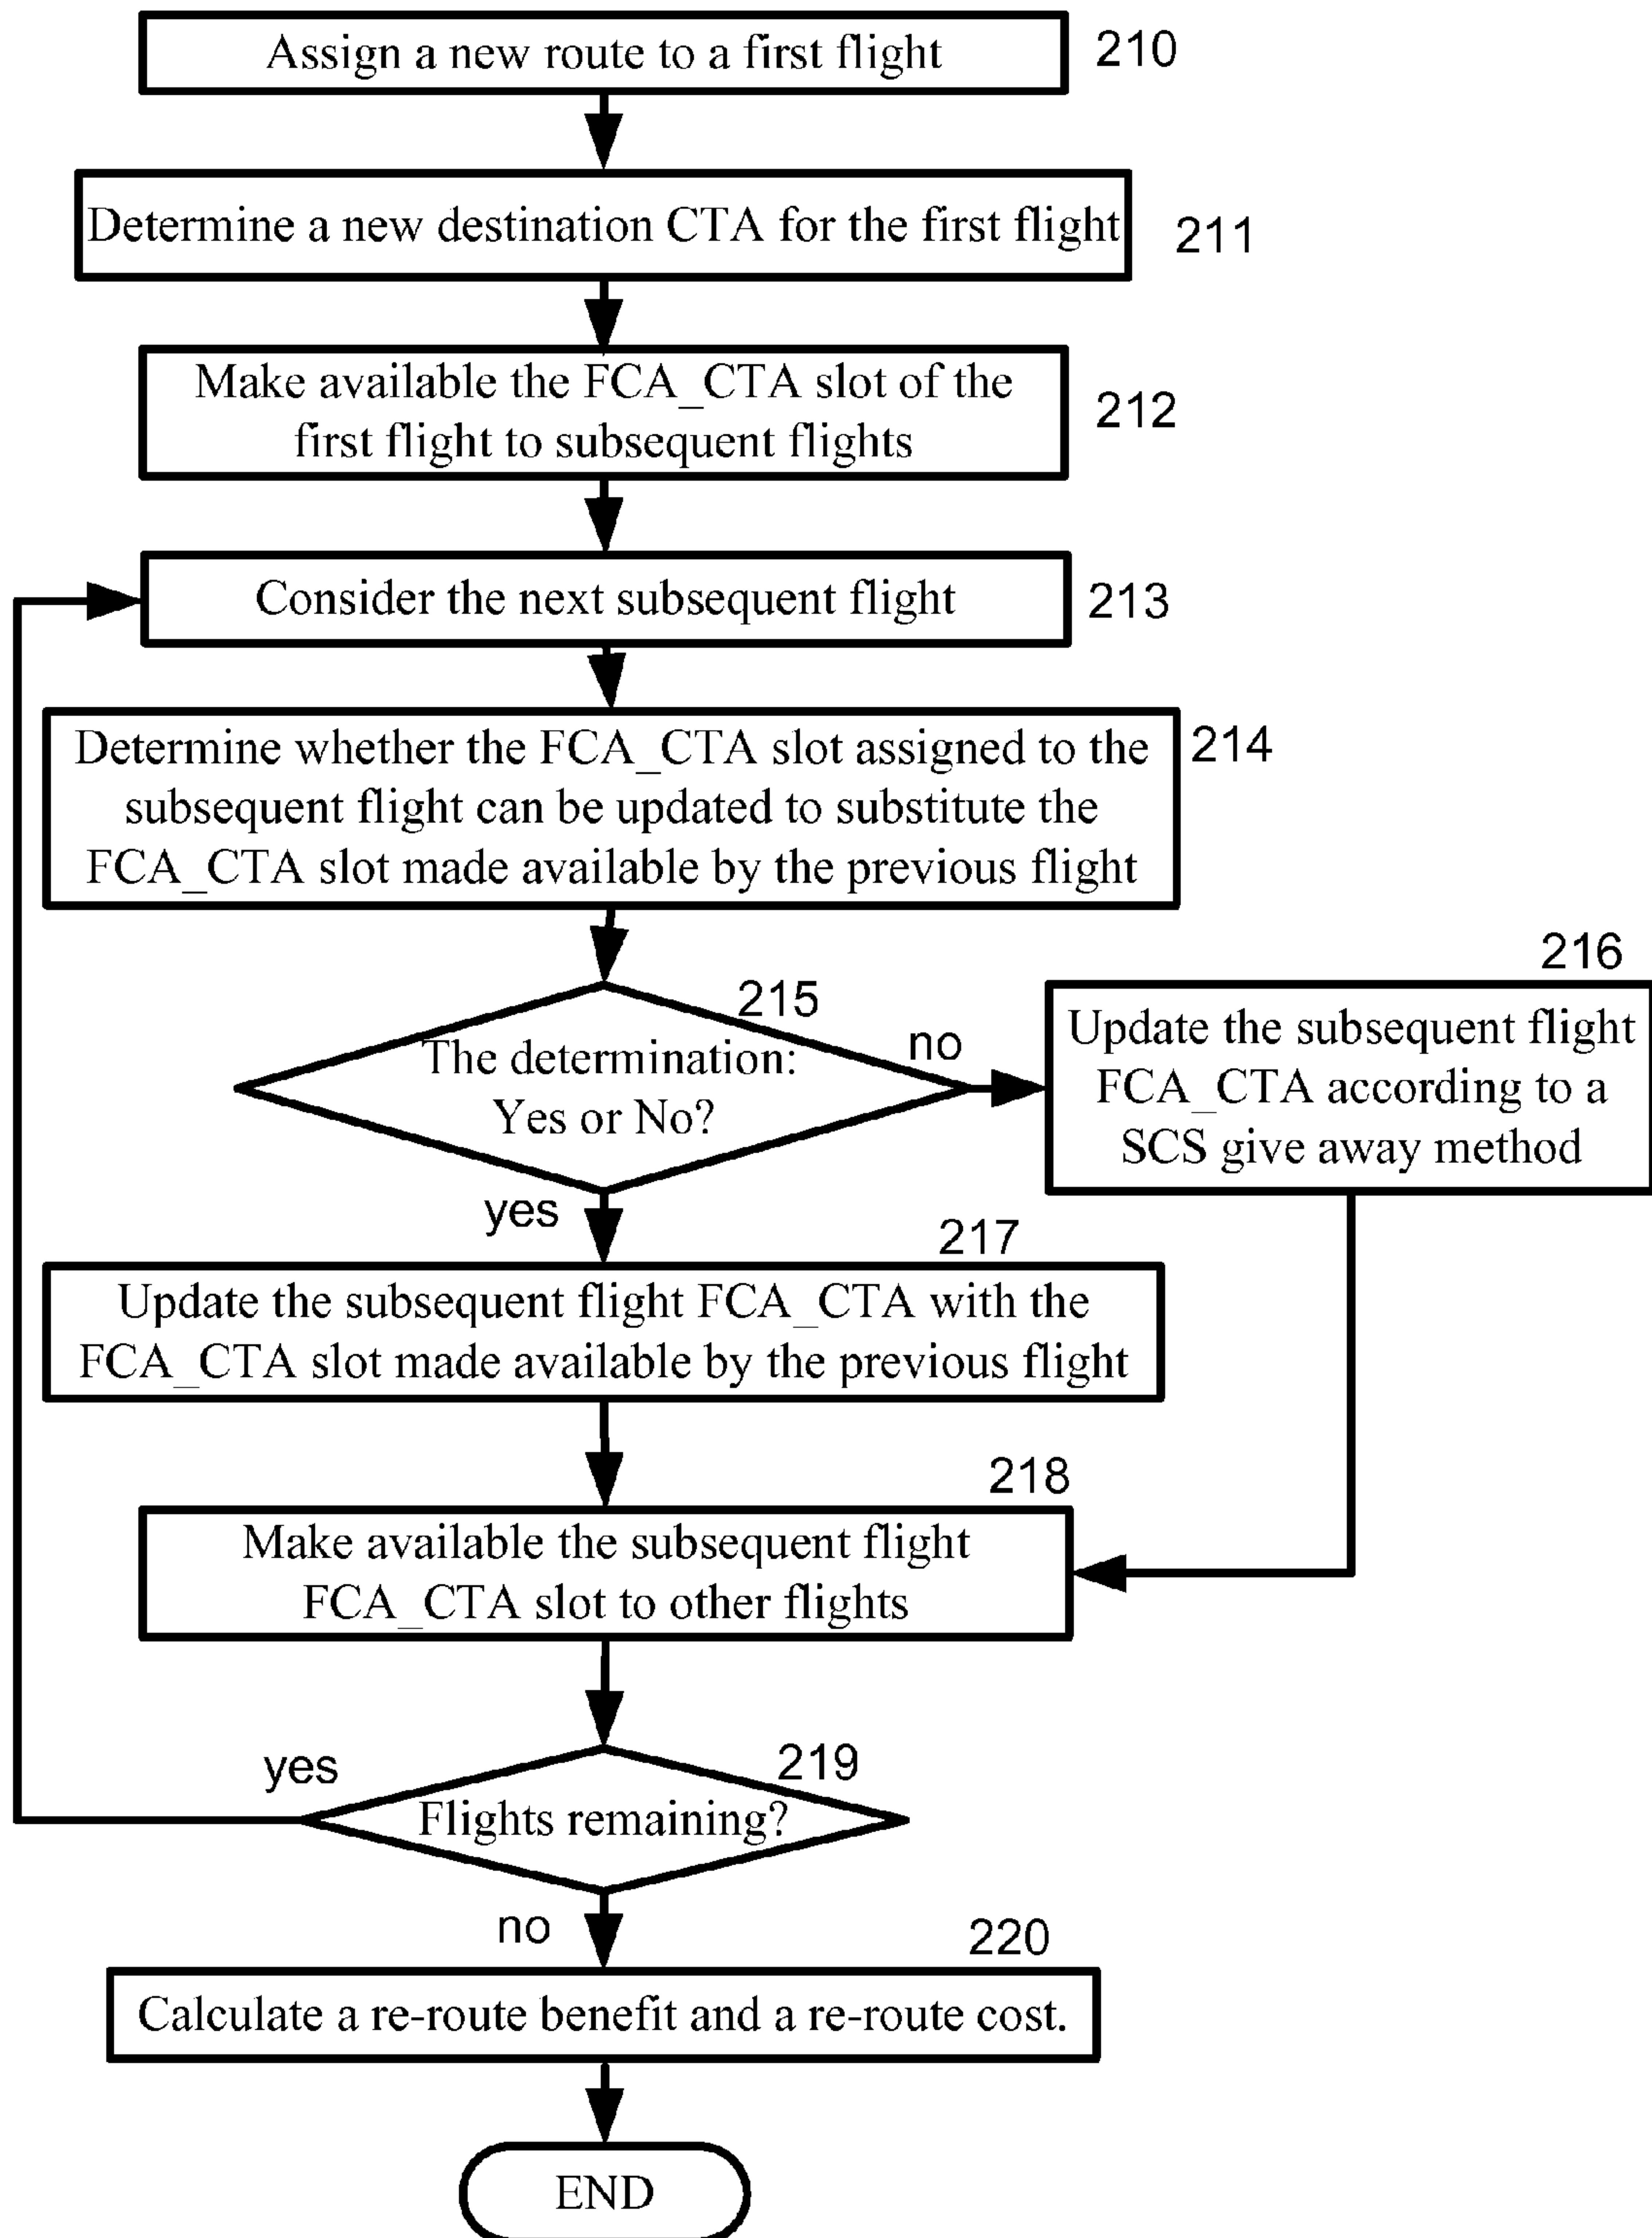 Assign a new route to a first flight
210
Determine a new destination CTA for the first flight
211
Make available the FCA_CTA slot of the
first flight to subsequent flights
212
Consider the next subsequent flight
213
Determine whether the FCA_CTA slot assigned to the
subsequent flight can be updated to substitute the
FCA_CTA slot made available by the previous flight
214
215
The determination:
Yes or No?
no
yes
216
Update the subsequent flight
FCA_CTA according to a
SCS give away method
217
Update the subsequent flight FCA_CTA with the
FCA_CTA slot made available by the previous flight
218
Make available the subsequent flight
FCA_CTA slot to other flights
219
Flights remaining?
yes
no
220
Calculate a re-route benefit and a re-route cost.
END